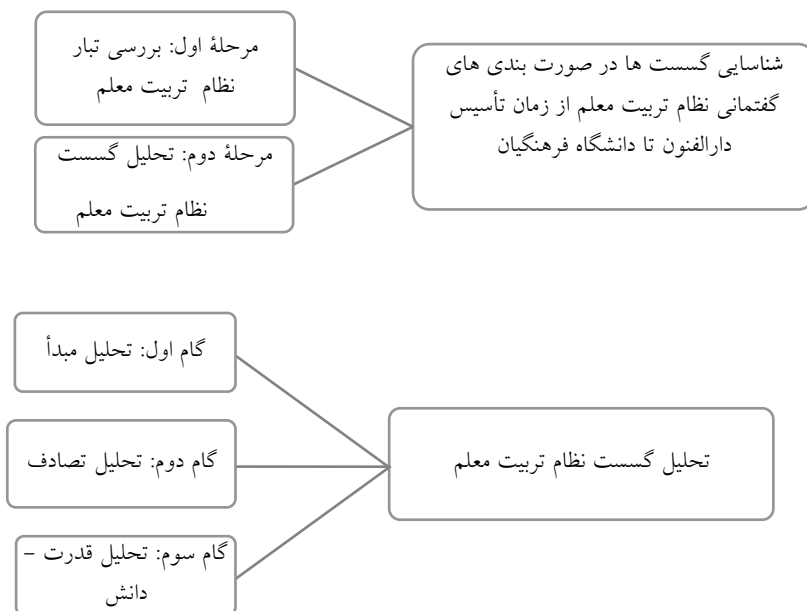 شناسایی گسست ها در صورت بندی های
گفتمانی نظام تربیت معلم از زمان تأسیس
دارالفنون تا دانشگاه فرهنگیان
مرحلۀ اول: بررسی تبار
نظام تربیت معلم
مرحلۀ دوم: تحلیل گسست
نظام تربیت معلم
تحلیل گسست نظام تربیت معلم
گام اول: تحلیل مبدأ
گام دوم: تحلیل تصادف
گام سوم: تحلیل قدرت –
دانش